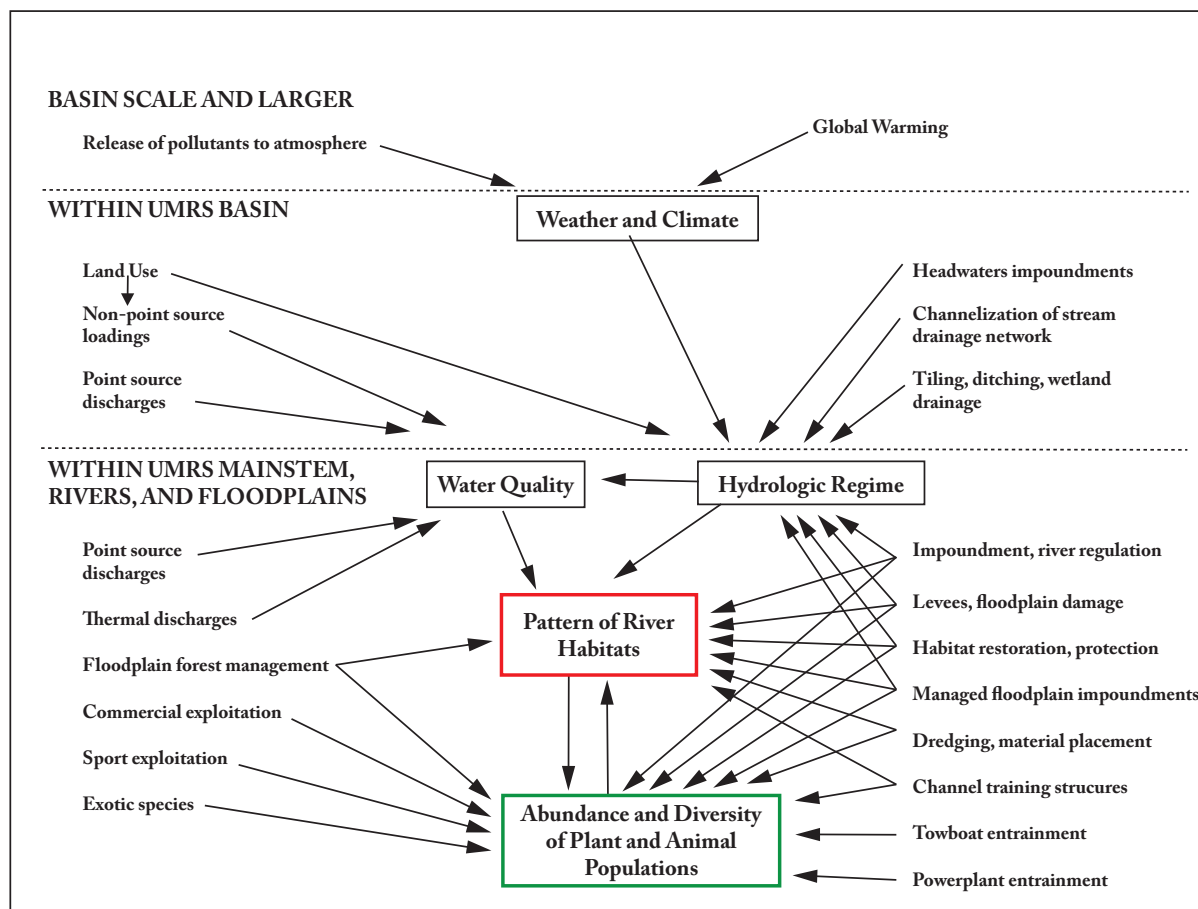 BASIN SCALE AND LARGER
Release of pollutants to atmosphere
Global Warming
WITHIN UMRS BASIN
Weather and Climate
Land Use
Non-point source
loadings
Point source
discharges
Headwaters impoundments
Channelization of stream
drainage network
Tiling, ditching, wetland
drainage
WITHIN UMRS MAINSTEM,
RIVERS, AND FLOODPLAINS
Water Quality
Hydrologic Regime
Point source
discharges
Thermal discharges
Floodplain forest management
Commercial exploitation
Sport exploitation
Exotic species
Pattern of River
Habitats
Abundance and Diversity
of Plant and Animal
Populations
Impoundment, river regulation
Levees, floodplain damage
Habitat restoration, protection
Managed floodplain impoundments
Dredging, material placement
Channel training strucures
Towboat entrainment
Powerplant entrainment